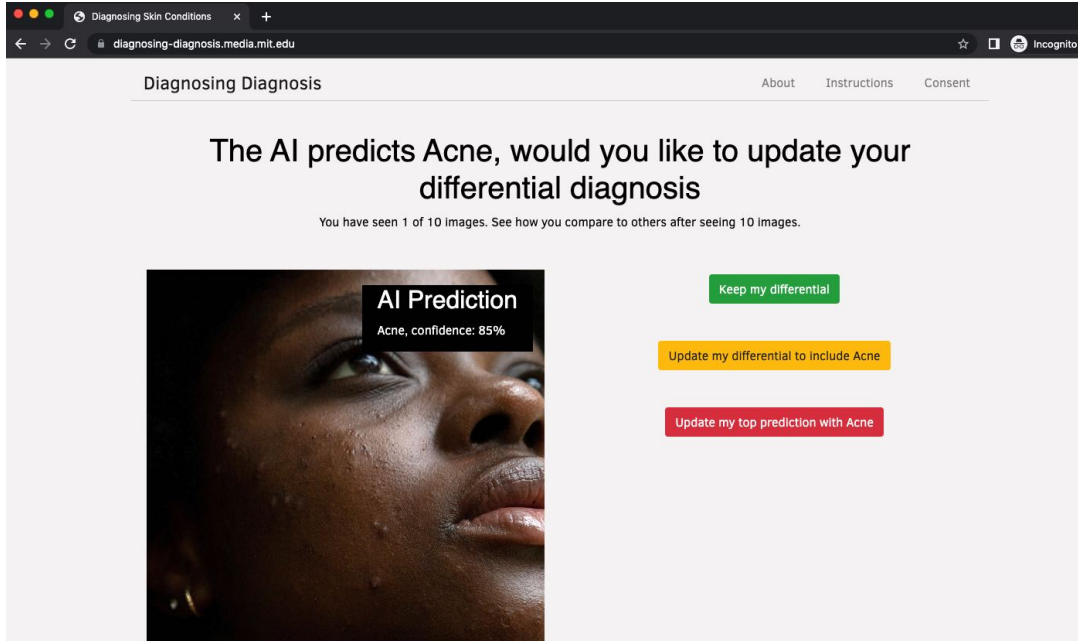 Diagnosing Skin Conditions
diagnosing-diagnosis.media.mit.edu
Incognito
Diagnosing Diagnosis
About Instructions Consent
The AI predicts Acne, would you like to update your
differential diagnosis
You have seen 1 of 10 images. See how you compare to others after seeing 10 images.
AI Prediction
Acne, confidence: 85%
Keep my differential
Update my differential to include Acne
Update my top prediction with Acne